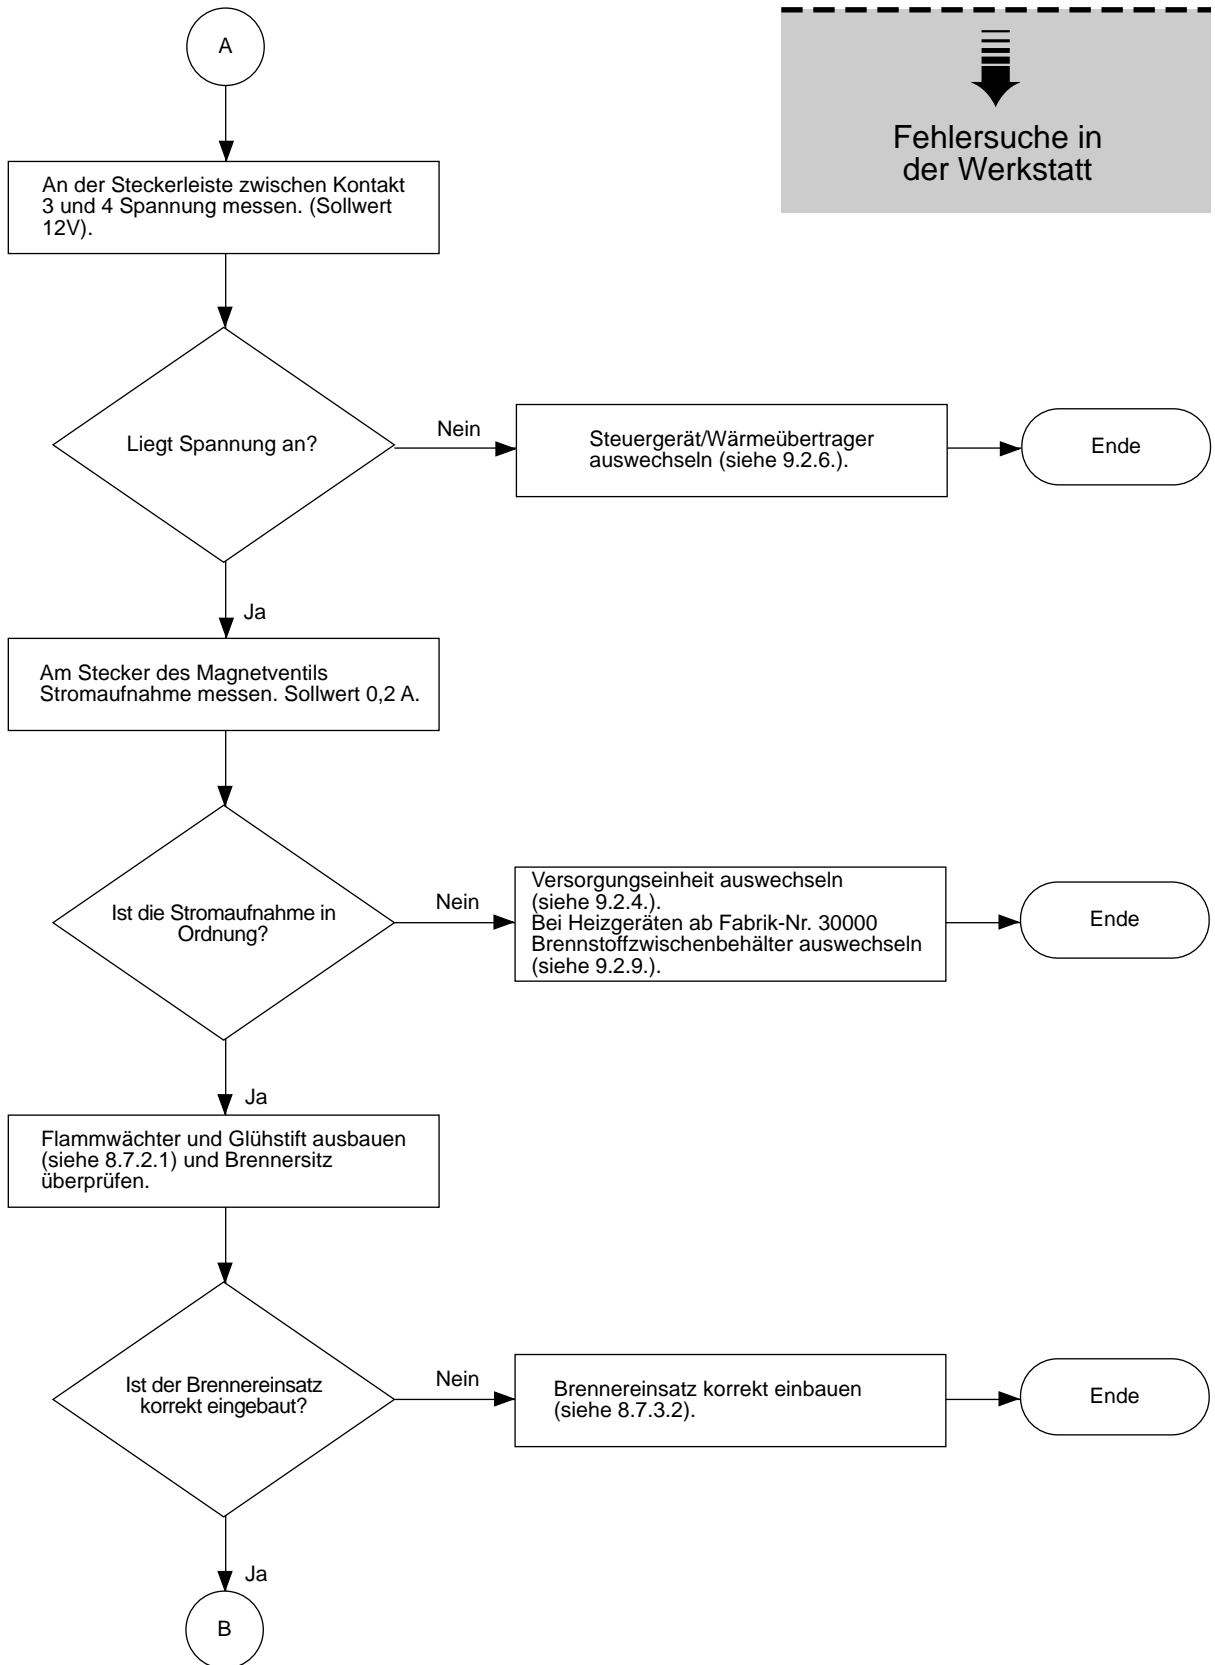 A
Fehlersuche in
der Werkstatt
An der Steckerleiste zwischen Kontakt
3 und 4 Spannung messen. (Sollwert
12V).
Liegt Spannung an?
Nein
Steuergerät/Wärmeübertrager
auswechseln (siehe 9.2.6.).
Ende
Ja
Am Stecker des Magnetventils
Stromaufnahme messen. Sollwert 0,2 A.
Ist die Stromaufnahme in
Ordnung?
Nein
Versorgungseinheit auswechseln
(siehe 9.2.4.).
Bei Heizgeräten ab Fabrik-Nr. 30000
Brennstoffzwischenbehälter auswechseln
(siehe 9.2.9.).
Ende
Ja
Flammwächter und Glühstift ausbauen
(siehe 8.7.2.1) und Brennersitz
überprüfen.
Ist der Brennereinsatz
korrekt eingebaut?
Nein
Brennereinsatz korrekt einbauen
(siehe 8.7.3.2).
Ende
Ja
B